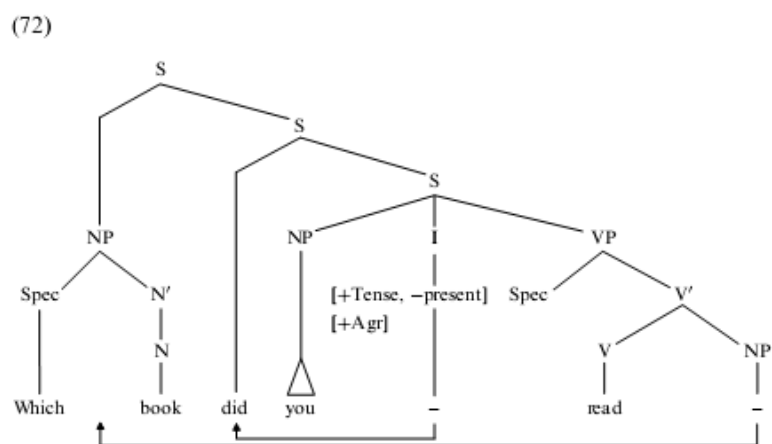 (72)
S
S
S
NP NP I VP
Spec N′ [+Tense, −present] Spec V′
[+Agr]
N V NP
Which book did you – read –